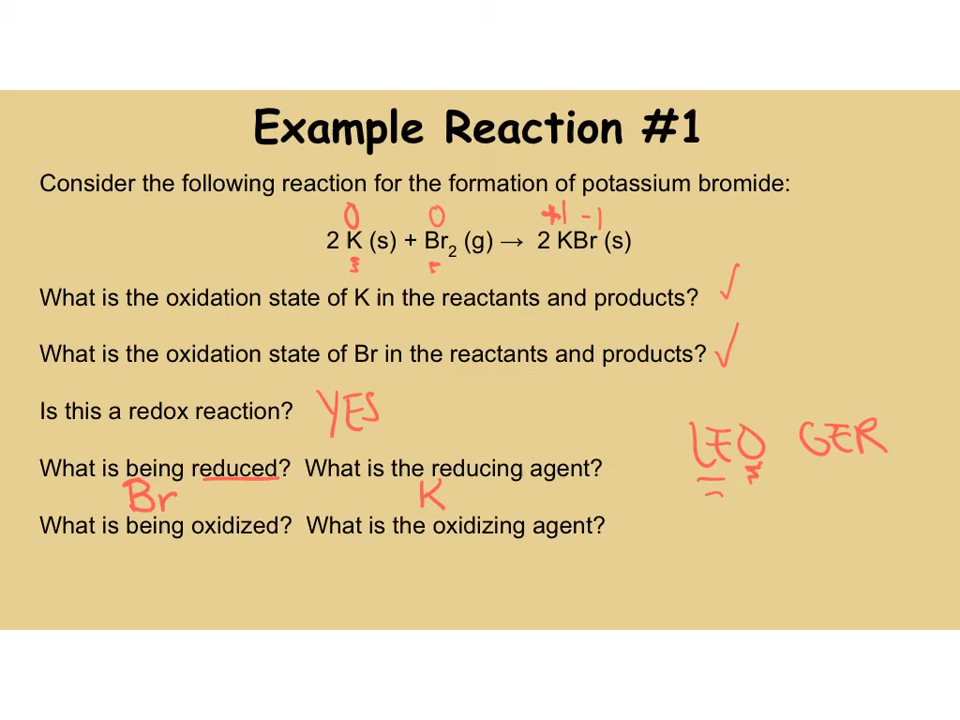 Example Reaction #1
Consider the following reaction for the formation of potassium bromide:
0 0 +1 -1
2 K (s) + Br2 (g) → 2 KBr (s)
What is the oxidation state of K in the reactants and products? √
What is the oxidation state of Br in the reactants and products? √
Is this a redox reaction? YES
LEO GER
What is being reduced? What is the reducing agent?
Br K
What is being oxidized? What is the oxidizing agent?